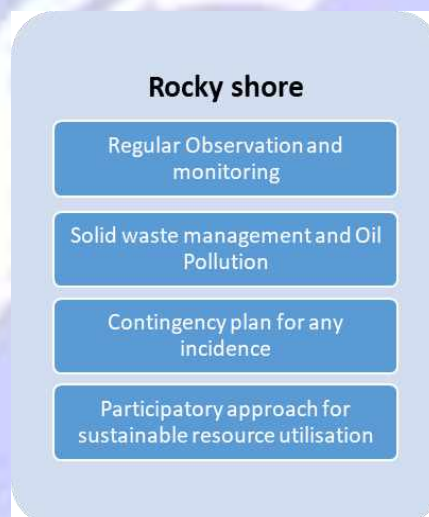 Rocky shore
Regular Observation and
monitoring
Solid waste management and Oil
Pollution
Contingency plan for any
incidence
Participatory approach for
sustainable resource utilisation